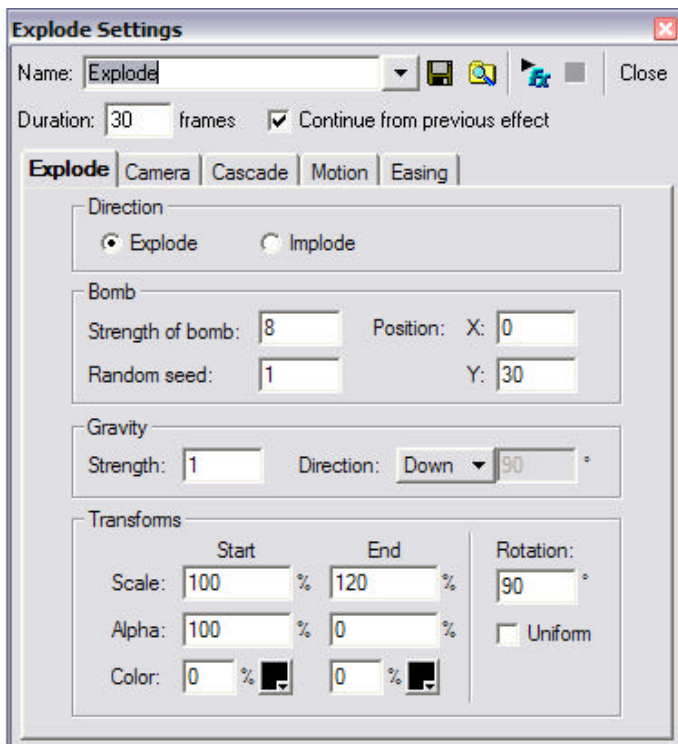 Explode Settings
Name: Explode Close
Duration: 30 frames Continue from previous effect
Explode Camera Cascade Motion Easing
Direction
Explode Implode
Bomb
Strength of bomb: 8 Position: X: 0
Random seed: 1 Y: 30
Gravity
Strength: 1 Direction: Down 90 °
Transforms
Start End Rotation:
Scale: 100 % 120 % 90 °
Alpha: 100 % 0 % Uniform
Color: 0 % 0 %